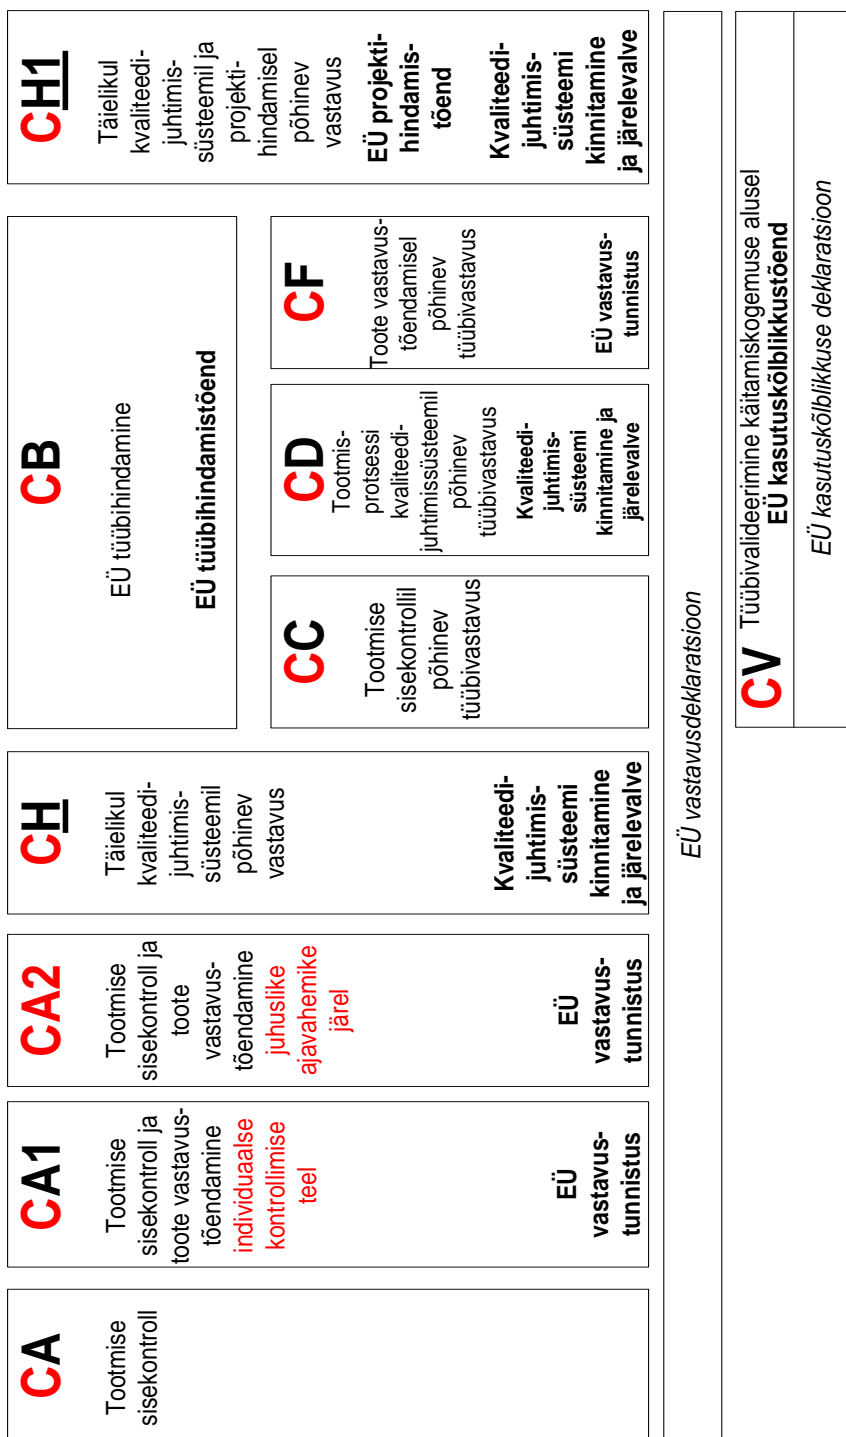 CA
Tootmise
sisekontroll
CA1
Tootmise
sisekontroll ja
toote vastavus-
tõendamine
individuaalse
kontrollimise
teel
EÜ
vastavus-
tunnistus
CA2
Tootmise
sisekontroll ja
toote
vastavus-
tõendamine
juhuslike
ajavahemike
järel
EÜ
vastavus-
tunnistus
CH
Täielikul
kvaliteedi-
juhtimis-
süsteemil
põhinev
vastavus
Kvaliteedi-
juhtimis-
süsteemi
kinnitamine
ja järelevalve
CB
EÜ tüübihindamine
EÜ tüübihindamistõend
CC
Tootmise
sisekontrollil
põhinev
tüübivastavus
CD
Tootmis-
protsessi
kvaliteedi-
juhtimissüsteemil
põhinev
tüübivastavus
Kvaliteedi-
juhtimis-
süsteemi
kinnitamine ja
järelevalve
CF
Toote vastavus-
tõendamisel
põhinev
tüübivastavus
EÜ vastavus-
tunnistus
CH1
Täielikul
kvaliteedi-
juhtimis-
süsteemil ja
projekti-
hindamisel
põhinev
vastavus
EÜ projekti-
hindamis-
tõend
Kvaliteedi-
juhtimis-
süsteemi
kinnitamine
ja järelevalve
EÜ vastavusdeklaratsioon
CV Tüübivalideerimine käitamiskogemuse alusel
EÜ kasutuskõlblikkustõend
EÜ kasutuskõlblikkuse deklaratsioon